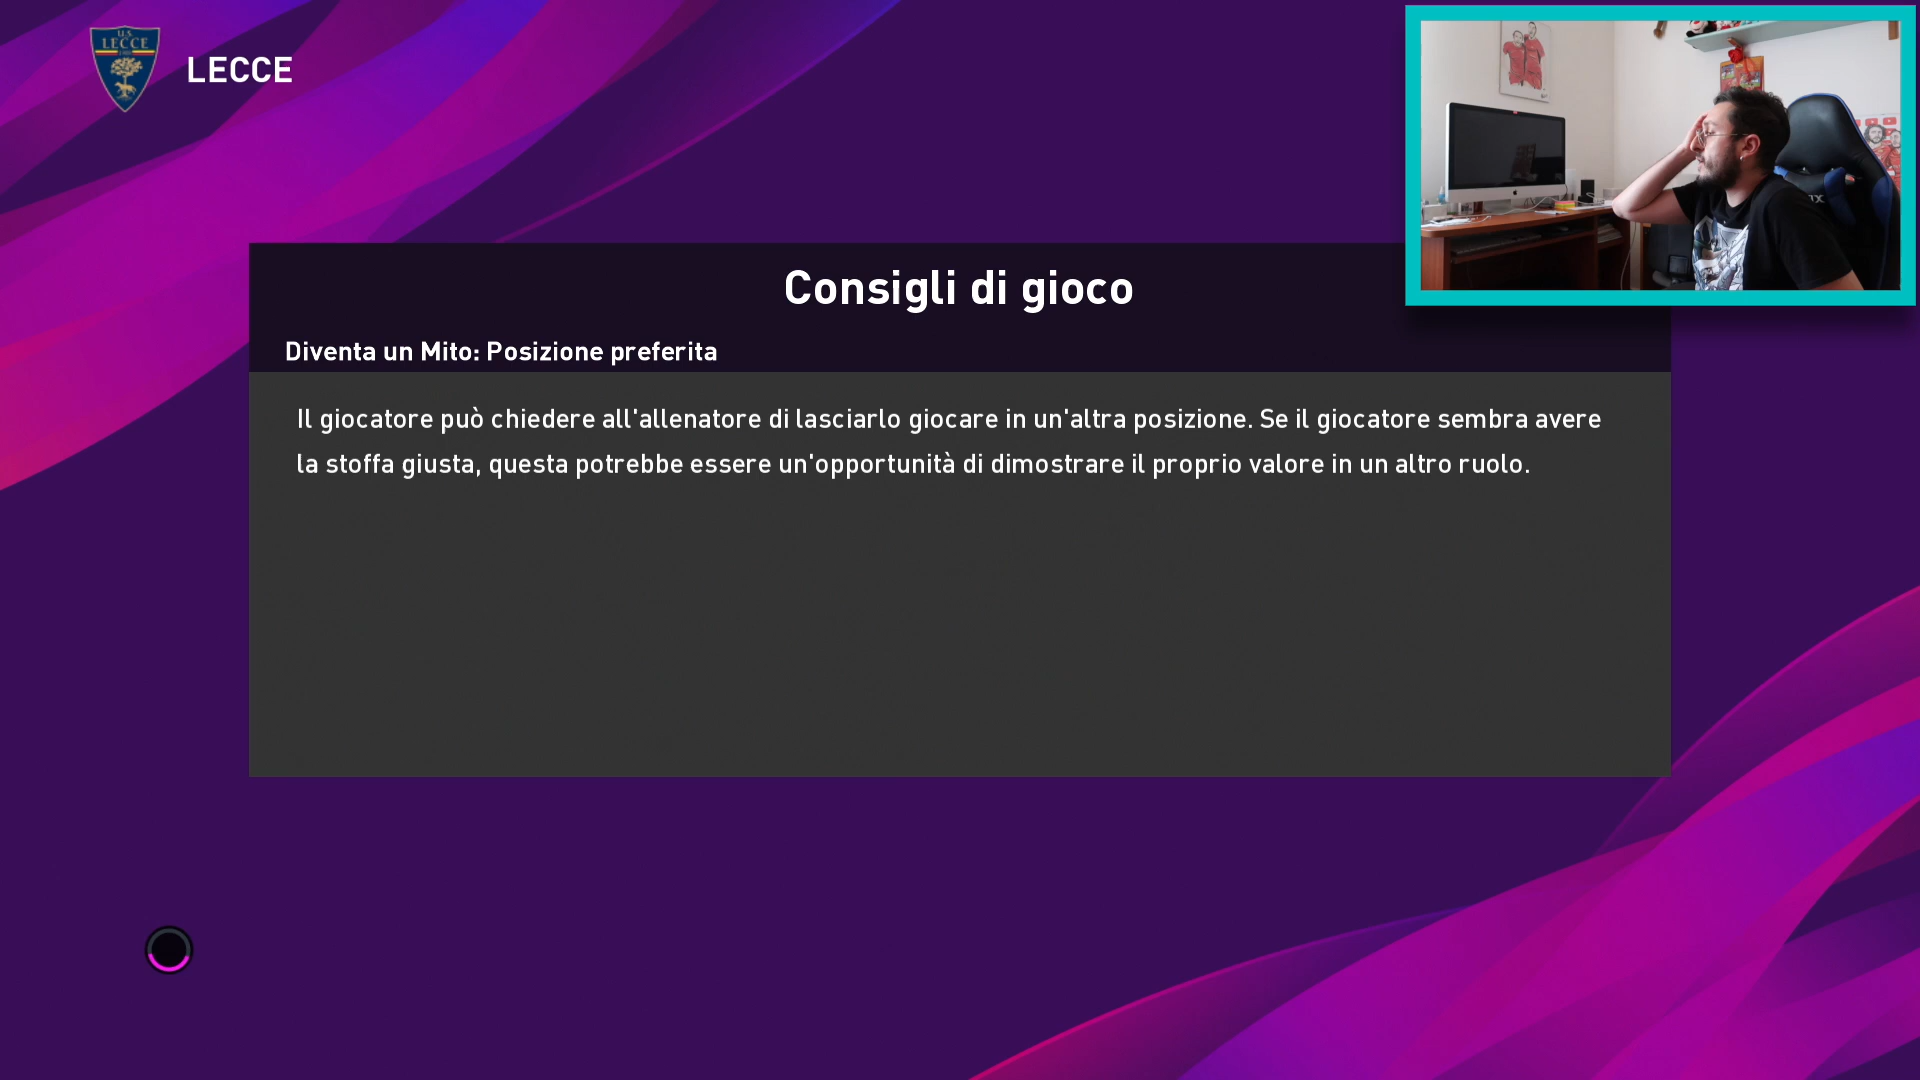 U.S.
LECCE
LECCE
Consigli di gioco
Diventa un Mito: Posizione preferita
Il giocatore può chiedere all'allenatore di lasciarlo giocare in un'altra posizione. Se il giocatore sembra avere
la stoffa giusta, questa potrebbe essere un'opportunità di dimostrare il proprio valore in un altro ruolo.